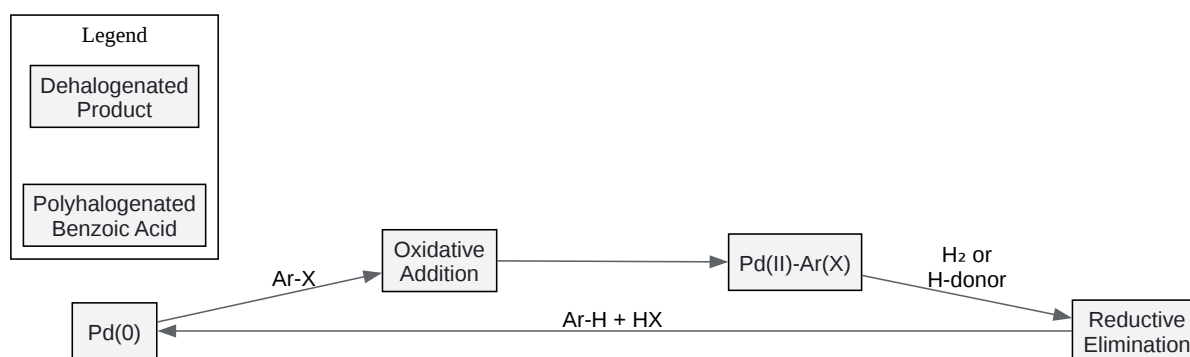 Legend
Dehalogenated
Product
Polyhalogenated
Benzoic Acid
Oxidative
Addition
Pd(II)-Ar(X)
H₂ or
H-donor
Ar-X
Pd(0)
Ar-H + HX
Reductive
Elimination